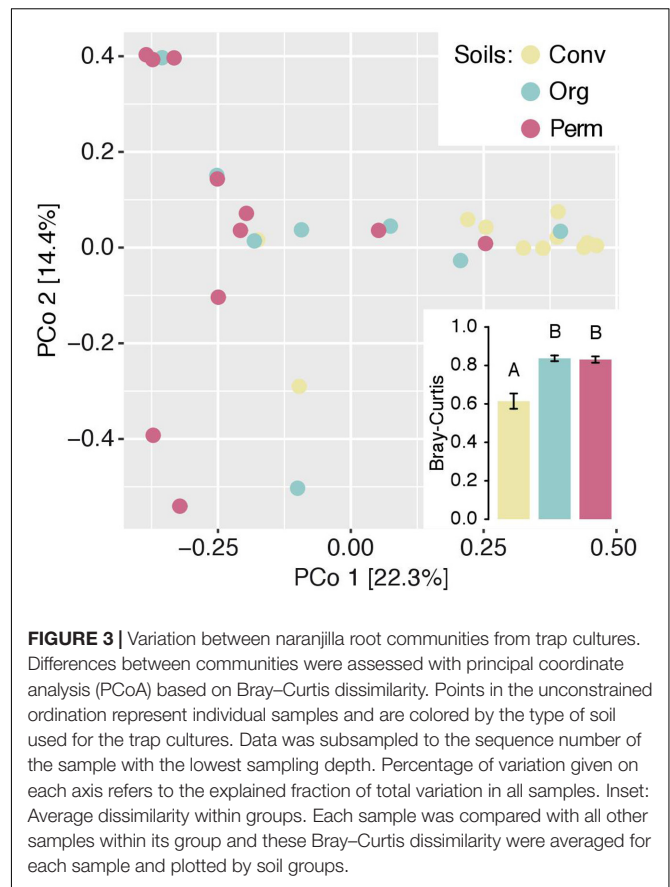 0.4
0.2
0.0
−0.2
−0.4
PCo 2 [14.4%]
Soils: Conv
Org
Perm
1.0
0.8
0.6
0.4
0.2
0.0
Bray-Curtis
A
B
B
−0.25
0.00
0.25
0.50
PCo 1 [22.3%]
FIGURE 3 | Variation between naranjilla root communities from trap cultures.
Differences between communities were assessed with principal coordinate
analysis (PCoA) based on Bray–Curtis dissimilarity. Points in the unconstrained
ordination represent individual samples and are colored by the type of soil
used for the trap cultures. Data was subsampled to the sequence number of
the sample with the lowest sampling depth. Percentage of variation given on
each axis refers to the explained fraction of total variation in all samples. Inset:
Average dissimilarity within groups. Each sample was compared with all other
samples within its group and these Bray–Curtis dissimilarity were averaged for
each sample and plotted by soil groups.